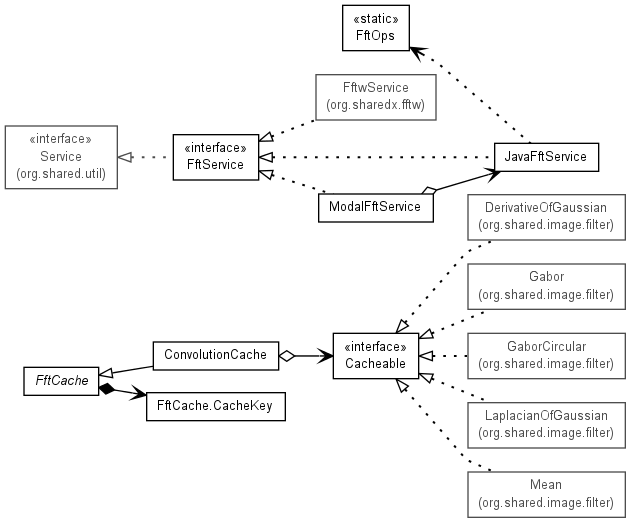 «static»
FftOps
FftwService
(org.sharedx.fftw)
«interface»
Service
(org.shared.util)
«interface»
FftService
JavaFftService
ModalFftService
DerivativeOfGaussian
(org.shared.image.filter)
Gabor
(org.shared.image.filter)
ConvolutionCache
«interface»
Cacheable
GaborCircular
(org.shared.image.filter)
FftCache
FftCache.CacheKey
LaplacianOfGaussian
(org.shared.image.filter)
Mean
(org.shared.image.filter)